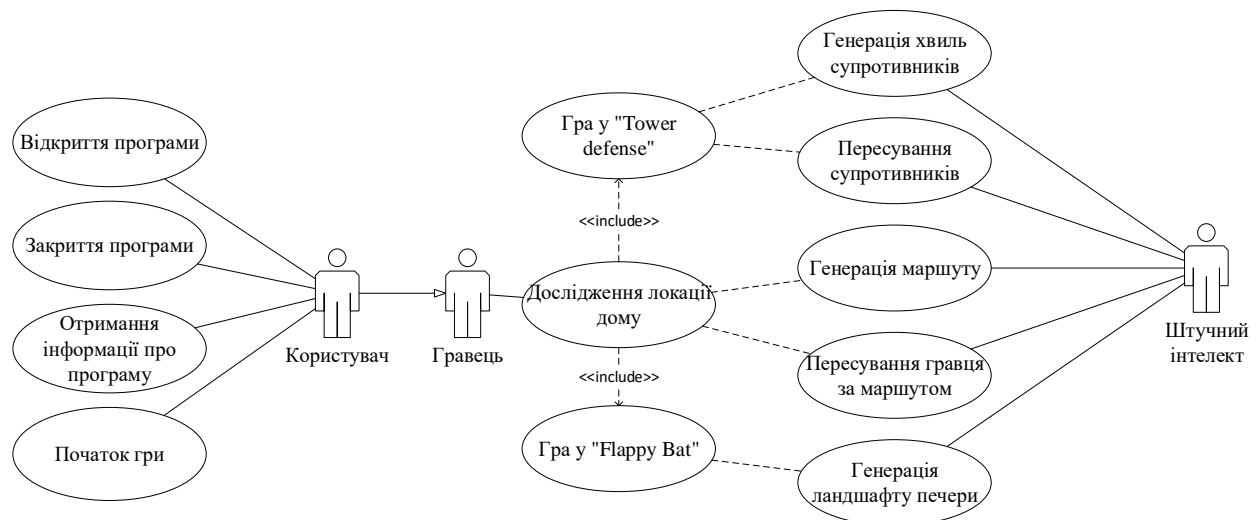 Відкриття програми
Закриття програми
Отримання
інформації про
програму
Початок гри
Користувач
Гравець
Гра у "Tower
defense"
<<include>>
Дослідження локації
дому
<<include>>
Гра у "Flappy Bat"
Генерація хвиль
супротивників
Пересування
супротивників
Генерація маршуту
Пересування гравця
за маршутом
Генерація
ландшафту печери
Штучний
інтелект